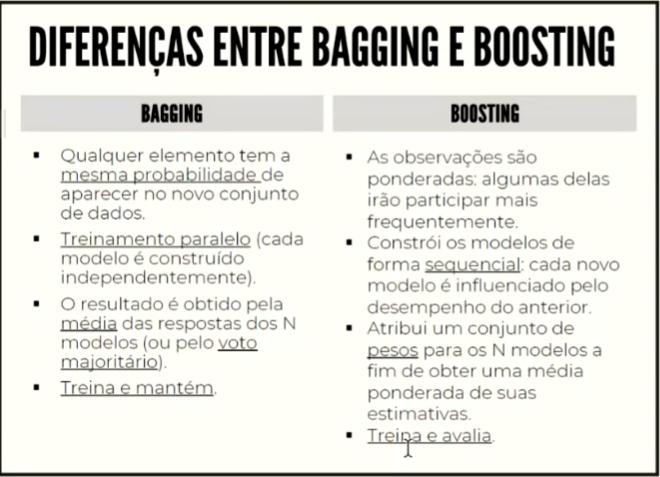 DIFERENÇAS ENTRE BAGGING E BOOSTING
BAGGING
▪ Qualquer elemento tem a
mesma probabilidade de
aparecer no novo conjunto
de dados.
▪ Treinamento paralelo (cada
modelo é construído
independentemente).
▪ O resultado é obtido pela
média das respostas dos N
modelos (ou pelo voto
majoritário).
▪ Treina e mantém.
BOOSTING
▪ As observações são
ponderadas: algumas delas
irão participar mais
frequentemente.
▪ Constrói os modelos de
forma sequencial: cada novo
modelo é influenciado pelo
desempenho do anterior.
▪ Atribui um conjunto de
pesos para os N modelos a
fim de obter uma média
ponderada de suas
estimativas.
▪ Treina e avalia.